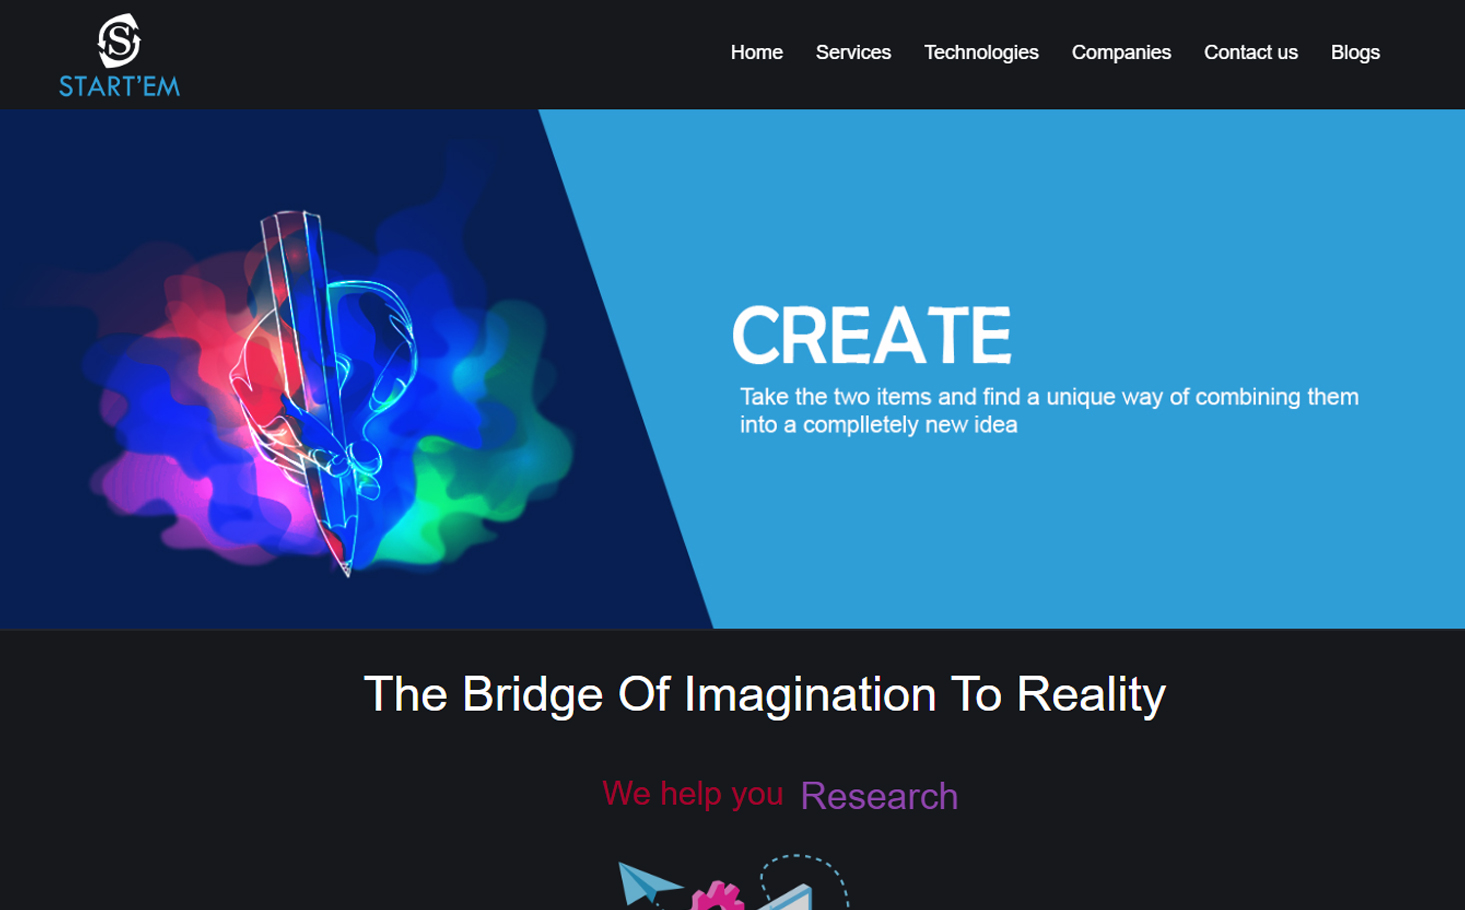 S
START'EM
Home Services Technologies Companies Contact us Blogs
CREATE
Take the two items and find a unique way of combining them
into a complletely new idea
The Bridge Of Imagination To Reality
We help you Research